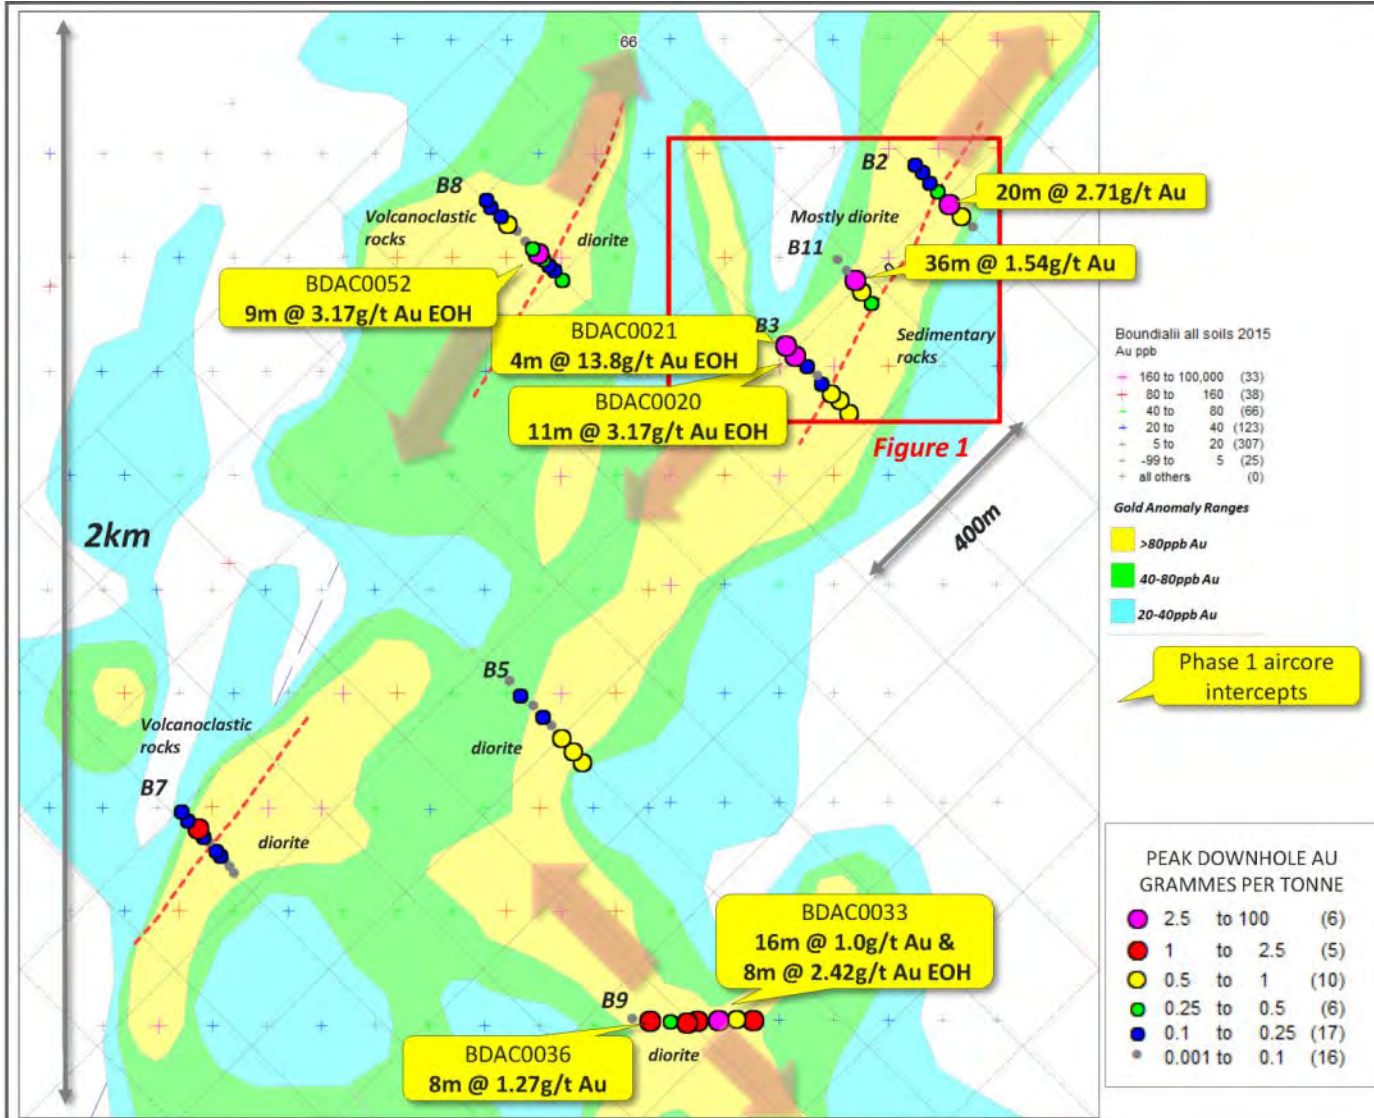 66
B2
20m @ 2.71g/t Au
B8
Volcanoclastic
rocks
diorite
Mostly diorite
B11
36m @ 1.54g/t Au
BDAC0052
9m @ 3.17g/t Au EOH
BDAC0021
4m @ 13.8g/t Au EOH
B3
Sedimentary
rocks
BDAC0020
11m @ 3.17g/t Au EOH
Figure 1
400m
2km
Boundialii all soils 2015
Au ppb
160 to 100,000 (33)
80 to 160 (38)
40 to 80 (66)
20 to 40 (123)
5 to 20 (307)
-99 to 5 (25)
all others (0)
Gold Anomaly Ranges
>80ppb Au
40-80ppb Au
20-40ppb Au
Phase 1 aircore
intercepts
B5
diorite
Volcanoclastic
rocks
B7
diorite
BDAC0033
16m @ 1.0g/t Au &
8m @ 2.42g/t Au EOH
B9
diorite
BDAC0036
8m @ 1.27g/t Au
PEAK DOWNHOLE AU
GRAMMES PER TONNE
2.5 to 100 (6)
1 to 2.5 (5)
0.5 to 1 (10)
0.25 to 0.5 (6)
0.1 to 0.25 (17)
0.001 to 0.1 (16)